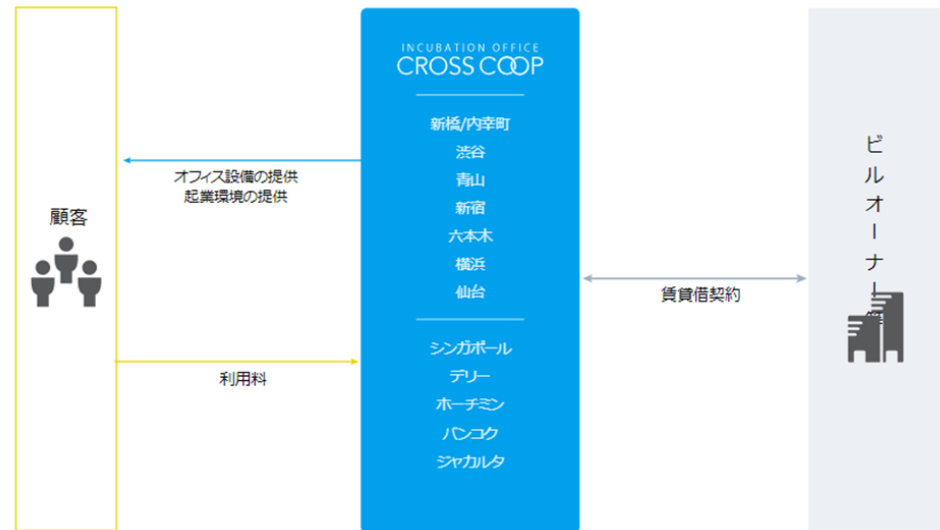 顧客
オフィス設備の提供
起業環境の提供
利用料
INCUBATION OFFICE
CROSS COOP
新橋/内幸町
渋谷
青山
新宿
六本木
横浜
仙台
シンガポール
デリー
ホーチミン
バンコク
ジャカルタ
賃貸借契約
ビルオーナー等